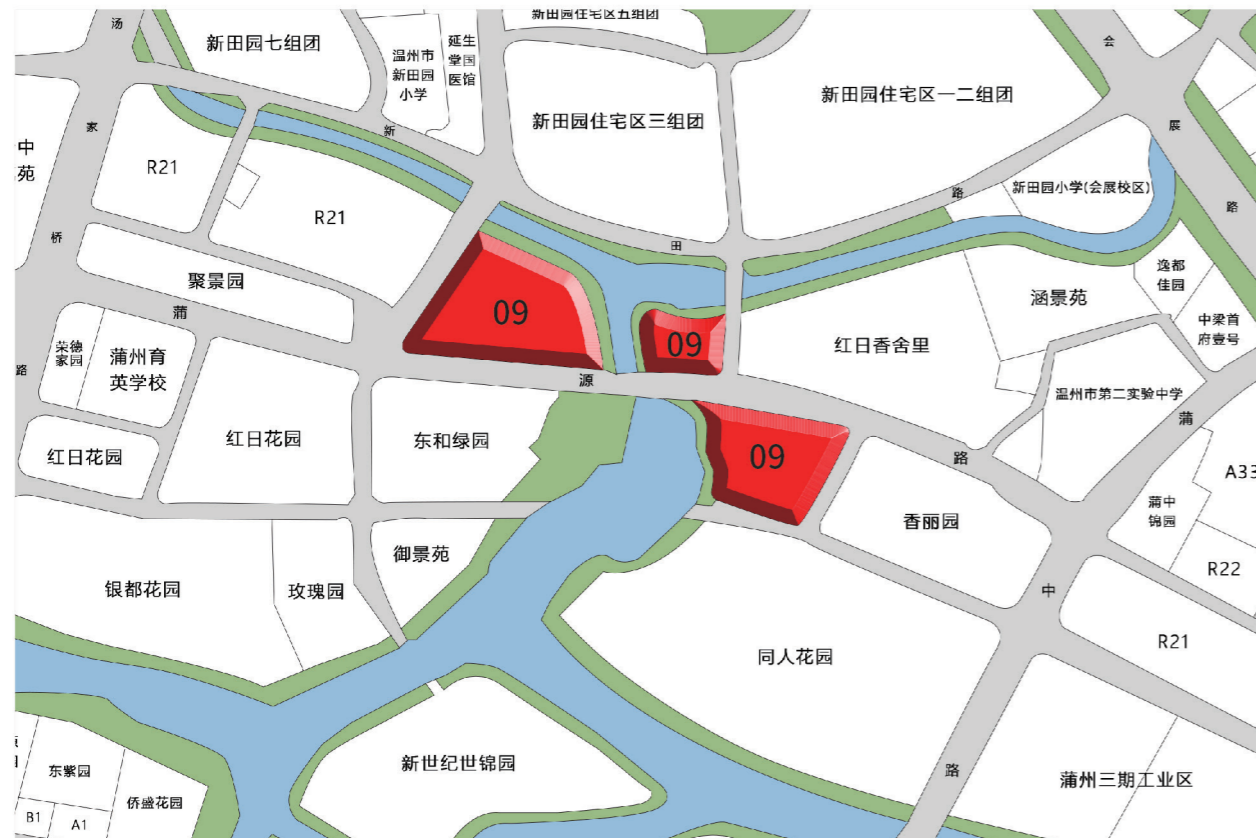 新田园住宅区五组团
汤
新田园七组团
温州市
新田园
小学
延生
堂国
医馆
会
新田园住宅区一二组团
新田园住宅区三组团
家
新
展
中
苑
R21
新田园小学(会展校区)
路
路
R21
桥
田
逸都
佳园
聚景园
涵景苑
蒲
09
09
中梁首
府壹号
荣德
家园
蒲州育
英学校
红日香舍里
路
源
温州市第二实验中学
蒲
红日花园
东和绿园
09
红日花园
路
A33
蒲中
锦园
香丽园
御景苑
R22
银都花园
玫瑰园
中
R21
同人花园
新世纪世锦园
路
蒲州三期工业区
东紫园
侨盛花园
B1
A1